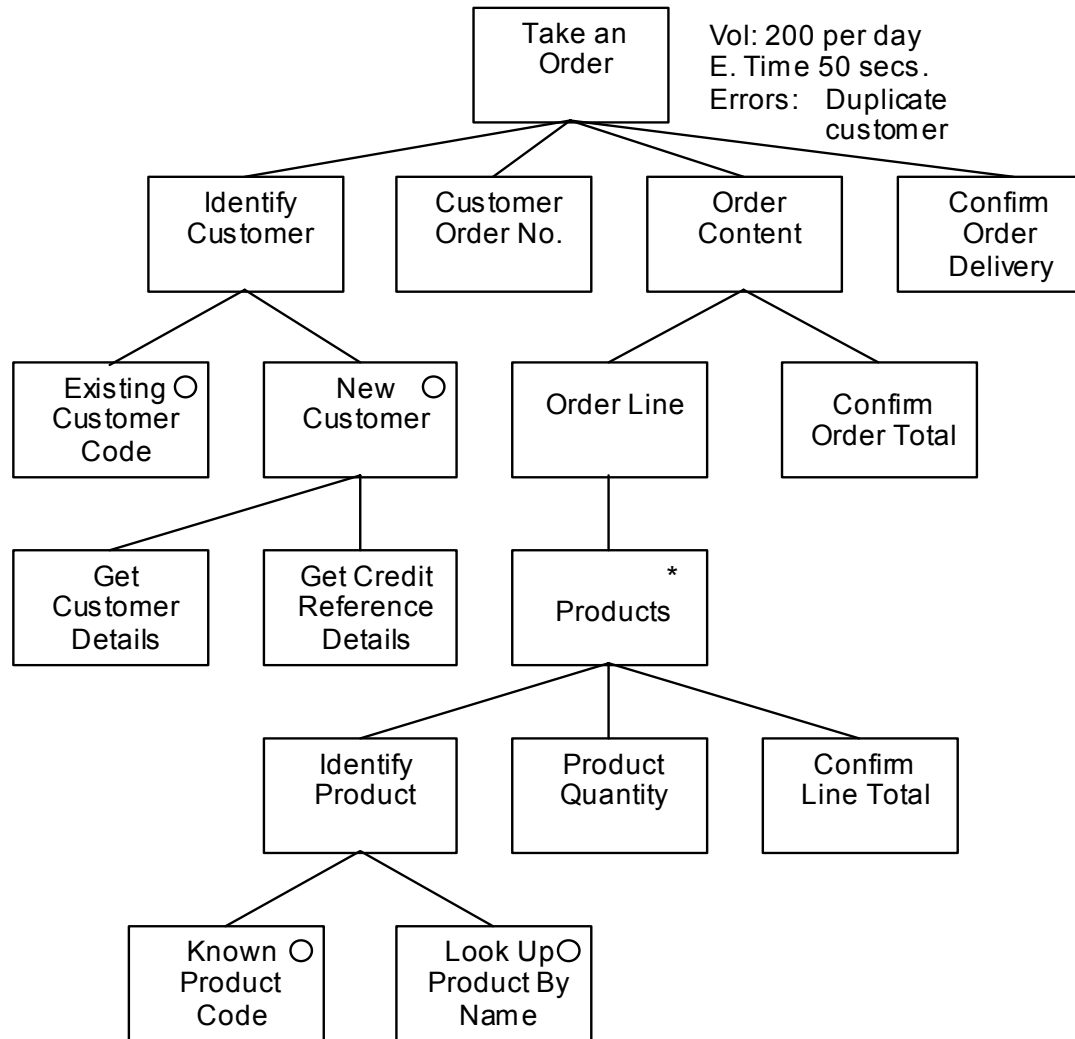 Take an
Order
Vol: 200 per day
E. Time 50 secs.
Errors: Duplicate
customer
Identify
Customer
Customer
Order No.
Order
Content
Confirm
Order
Delivery
Existing
Customer
Code
New
Customer
Order Line
Confirm
Order Total
Get
Customer
Details
Get Credit
Reference
Details
*
Products
Identify
Product
Product
Quantity
Confirm
Line Total
Known
Product
Code
Look Up
Product By
Name